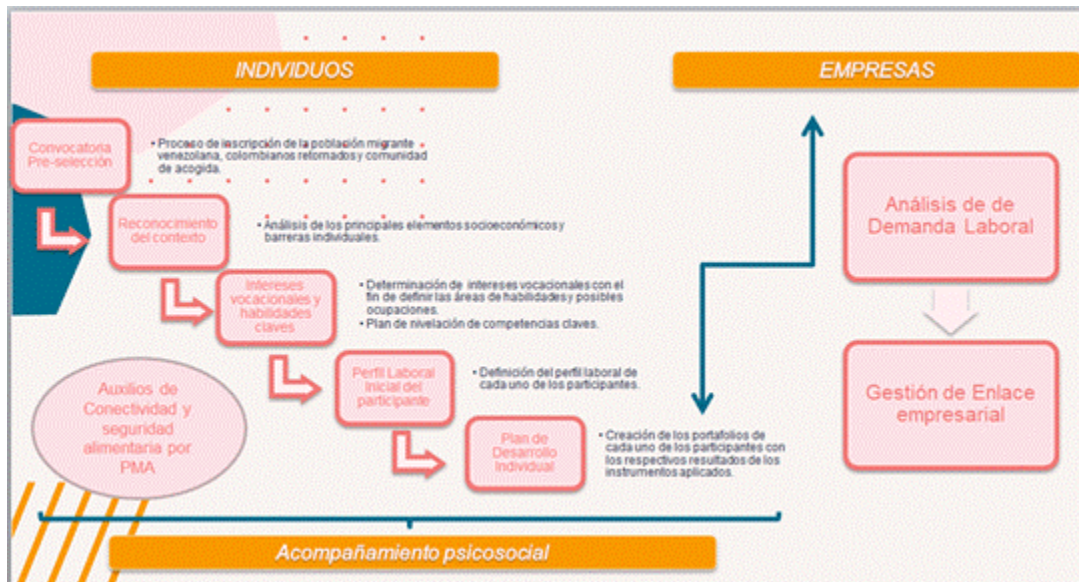 INDIVIDUOS
EMPRESAS
Convocatoria
Pre-selección
• Proceso de inscripción de la población migrante
venezolana, colombianos retornados y comunidad
de acogida.
Reconocimiento
del contexto
• Análisis de los principales elementos socioeconómicos y
barreras individuales.
Intereses
vocacionales y
habilidades
claves
• Determinación de intereses vocacionales con el
fin de definir las áreas de habilidades y posibles
ocupaciones.
• Plan de nivelación de competencias claves.
Perfil Laboral
Inicial del
participante
• Definición del perfil laboral de
cada uno de los participantes.
Plan de
Desarrollo
Individual
• Creación de los portafolios de
cada uno de los participantes con
los respectivos resultados de los
instrumentos aplicados.
Auxilios de
Conectividad y
seguridad
alimentaria por
PMA
Análisis de de
Demanda Laboral
Gestión de Enlace
empresarial
Acompañamiento psicosocial